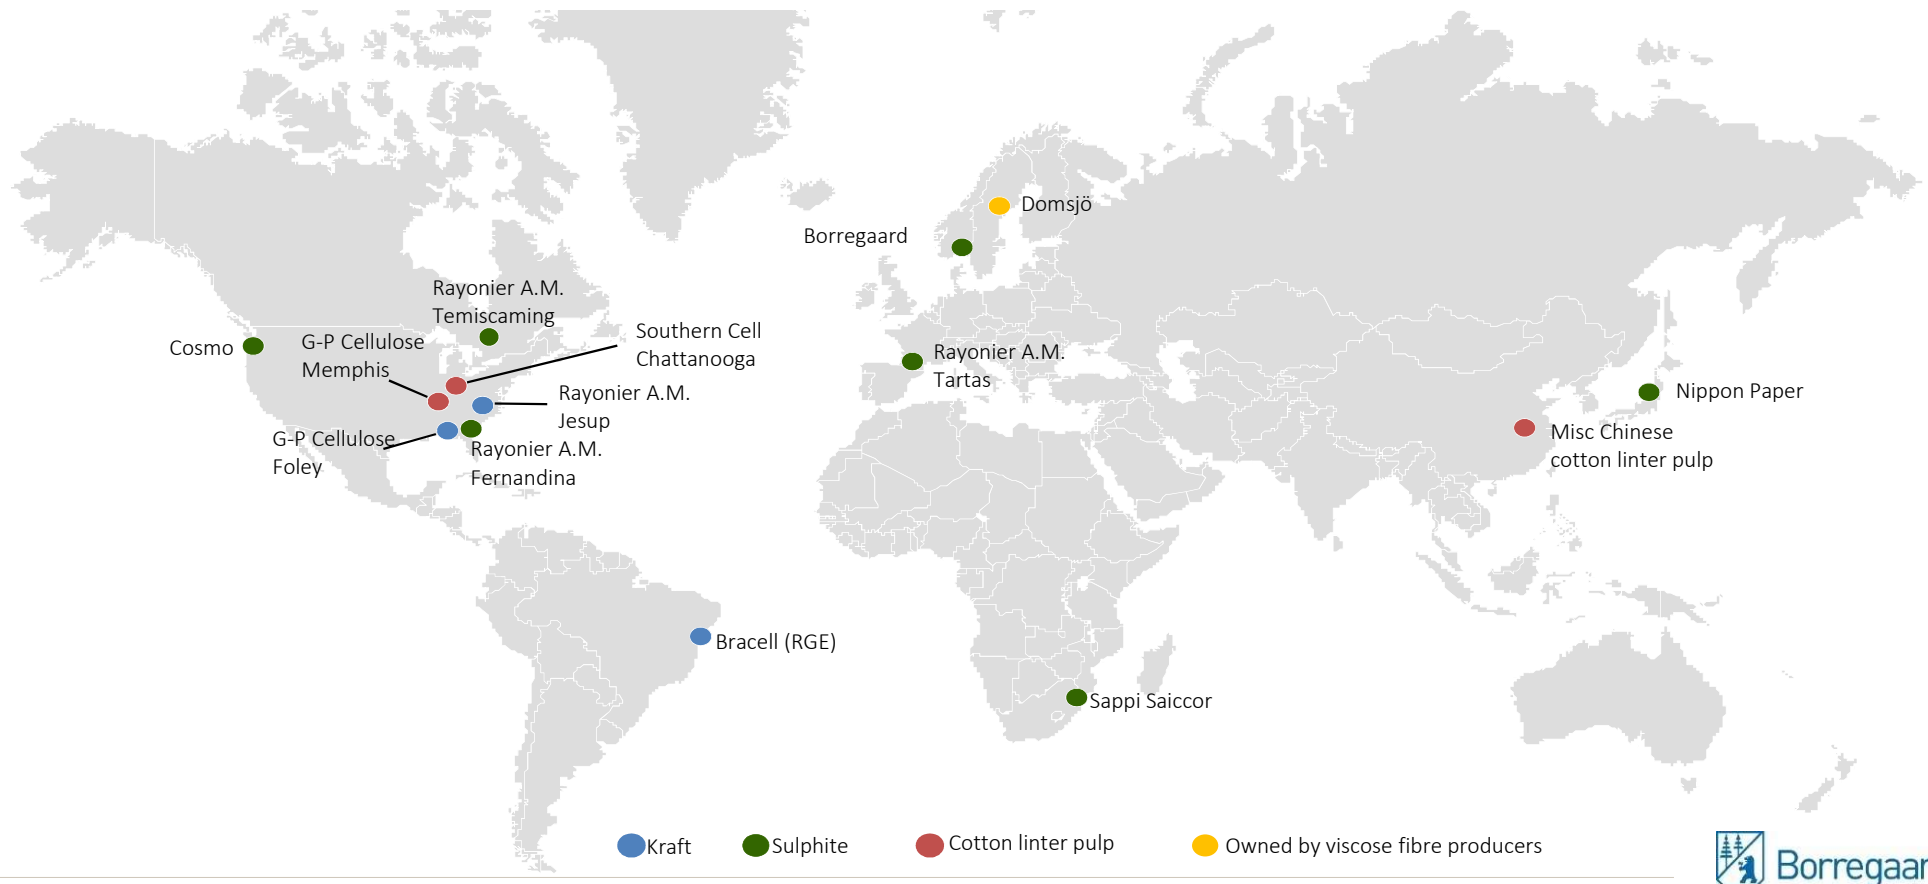 Domsjö
Borregaard
Rayonier A.M.
Temiscaming
Southern Cell
Chattanooga
Cosmo
G-P Cellulose
Memphis
Rayonier A.M.
Tartas
Rayonier A.M.
Jesup
Nippon Paper
G-P Cellulose
Foley
Rayonier A.M.
Fernandina
Misc Chinese
cotton linter pulp
Bracell (RGE)
Sappi Saiccor
Kraft
Sulphite
Cotton linter pulp
Owned by viscose fibre producers
Borregaar